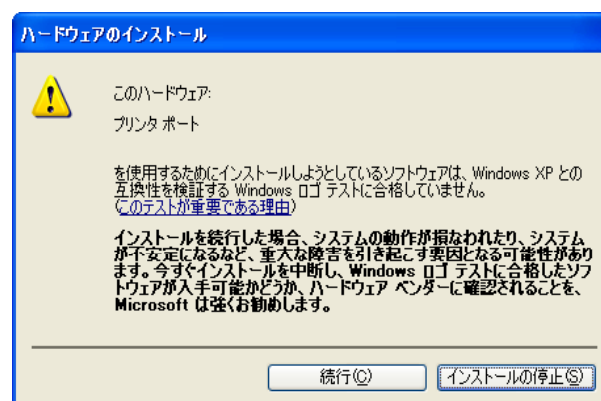 ハードウェアのインストール
このハードウェア:
プリンタ ポート
を使用するためにインストールしようとしているソフトウェアは、Windows XP との
互換性を検証する Windows ロゴ テストに合格していません。
(このテストが重要である理由)
インストールを続行した場合、システムの動作が損なわれたり、システム
が不安定になるなど、重大な障害を引き起こす要因となる可能性があり
ます。今すぐインストールを中断し、Windows ロゴ テストに合格したソフ
トウェアが入手可能かどうか、ハードウェア ベンダーに確認されることを、
Microsoft は強くお勧めします。
続行(C) インストールの停止(S)